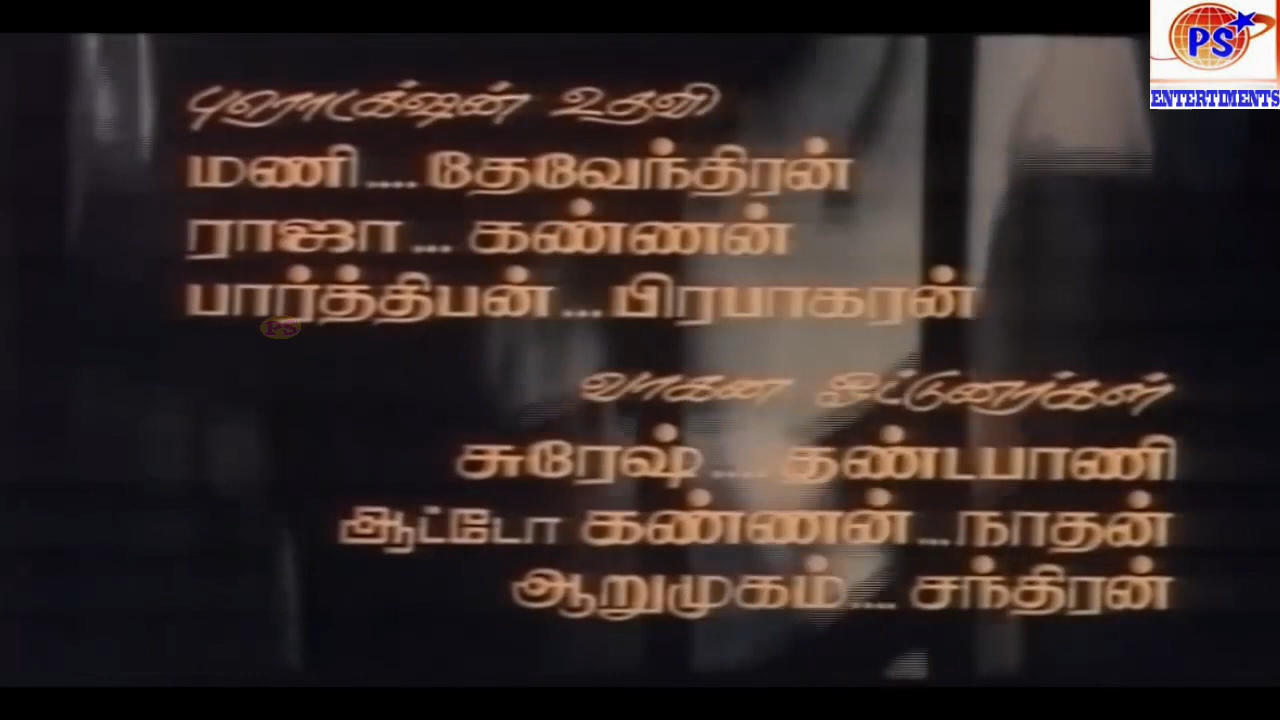 PS
ENTERTIMENTS
புரொடக்ஷன் உதவி
மணி.... தேவேந்திரன்
ராஜா... கண்ணன்
பார்த்திபன்... பிரபாகரன்
PS
வாகன ஓட்டுனர்கள்
சுரேஷ்.... தண்டபாணி
ஆட்டோ கண்ணன்... நாதன்
ஆறுமுகம்.... சந்திரன்